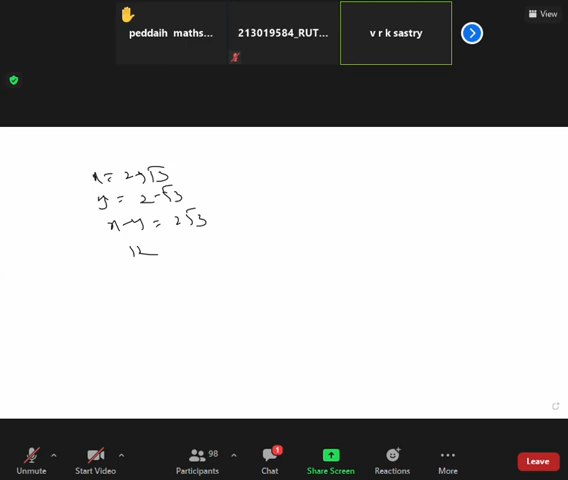 View
peddaih maths...
213019584_RUT...
v r k sastry
x = 2+√3
y = 2-√3
x-y = 2√3
12
Unmute
Start Video
98
Participants
1
Chat
Share Screen
Reactions
More
Leave